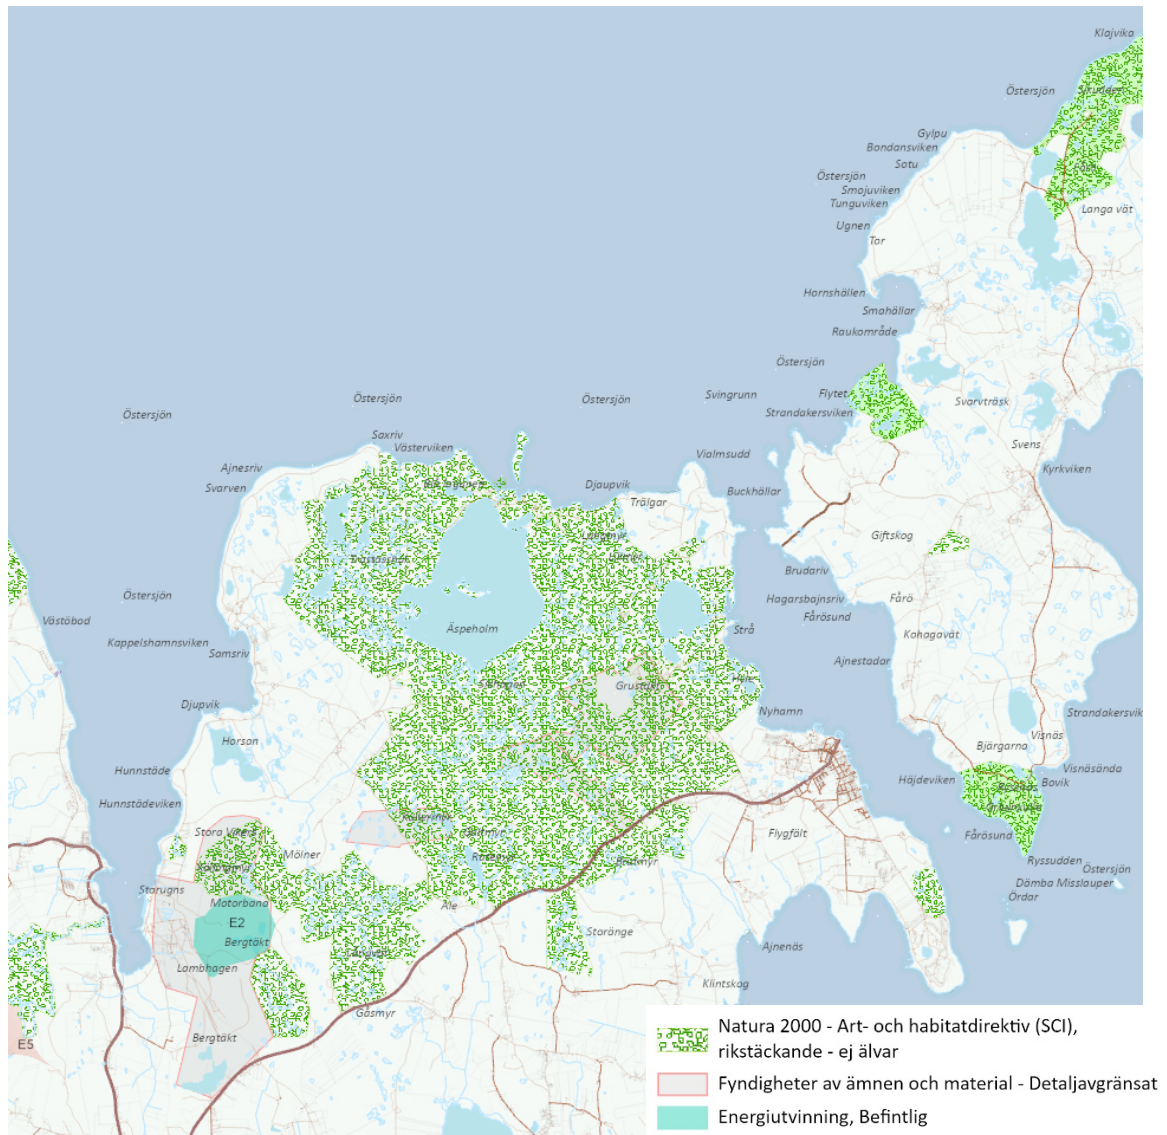 Klajvika
Östersjön
Gylpu
Bondansviken
Sotu
Östersjön
Smojuviken
Tunguviken
Langa vät
Ugnen
Tor
Hornshällen
Smahällar
Raukområde
Östersjön
Flytet
Svingrunn
Östersjön
Östersjön
Östersjön
Strandakersviken
Svarvträsk
Saxriv
Västerviken
Svens
Vialmsudd
Kyrkviken
Ajnesriv
Svarven
Djaupvik
Buckhällar
Trälgar
Giftskog
Brudariv
Östersjön
Hagarsbajnsriv
Fårö
Fårösund
Västöbod
Äspeholm
Strå
Kohagavät
Kappelshamnsviken
Samsriv
Ajnestadar
Grustäkt
Djupvik
Nyhamn
Strandakersvik
Horsan
Visnäs
Bjärgarna
Hunnstäde
Häjdeviken
Visnäsända
Bovik
Hunnstädeviken
Stora Vikers
Flygfält
Fårösund
Mölner
Ryssudden
Östersjön
Storugns
Dämba Misslauper
Motorbana
Ördar
Ale
E2
Storänge
Bergtäkt
Ajnenäs
Lambhagen
Klintskog
Gåsmyr
Bergtäkt
E5
Natura 2000 - Art- och habitatdirektiv (SCI),
rikstäckande - ej älvar
Fyndigheter av ämnen och material - Detaljavgränsat
Energiutvinning, Befintlig